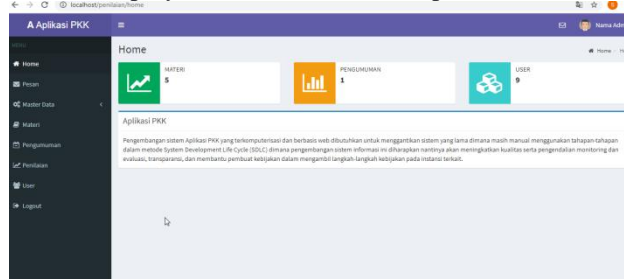 localhost/penilaian/home
A Aplikasi PKK
Nama Adm
MENU
Home
Pesan
Master Data
Materi
Pengumuman
Penilaian
User
Logout
Home
Home
MATERI
5
PENGUMUMAN
1
USER
9
Aplikasi PKK
Pengembangan sistem Aplikasi PKK yang terkomputerisasi dan berbasis web dibutuhkan untuk menggantikan sistem yang lama dimana masih manual menggunakan tahapan-tahapan
dalam metode System Development Life Cycle (SDLC) dimana pengembangan sistem informasi ini diharapkan nantinya akan meningkatkan kualitas serta pengendalian monitoring dan
evaluasi, transparansi, dan membantu pembuat kebijakan dalam mengambil langkah-langkah kebijakan pada instansi terkait.